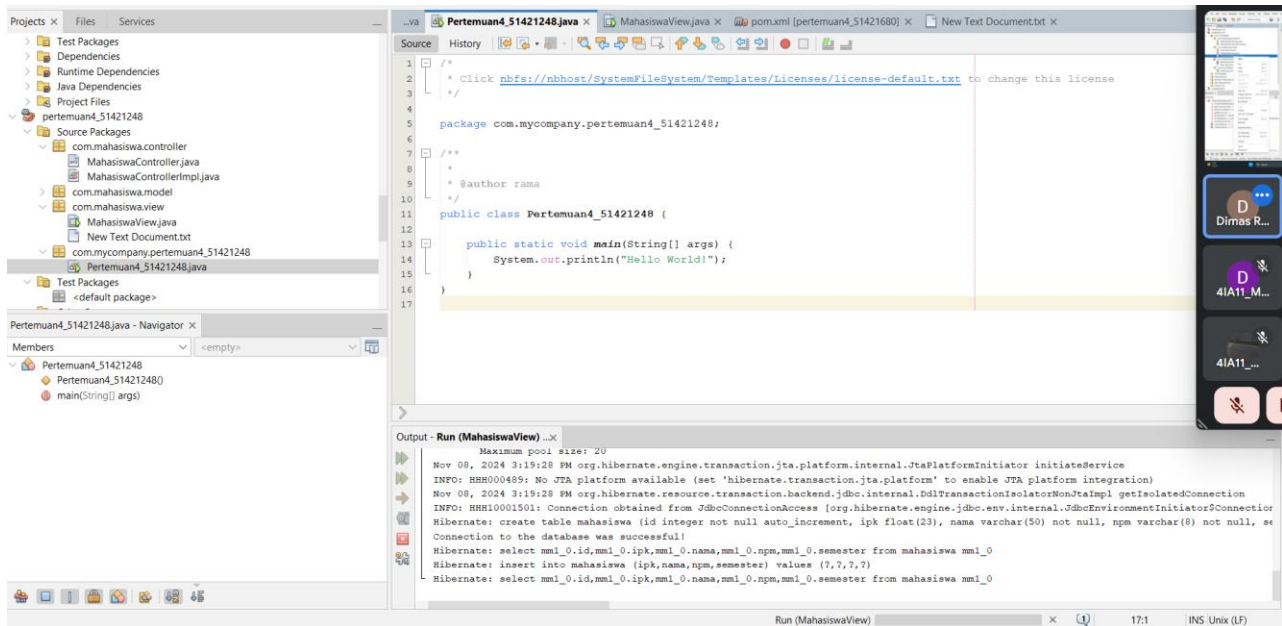 Projects × Files Services
Test Packages
Dependencies
Runtime Dependencies
Java Dependencies
Project Files
pertemuan4_51421248
Source Packages
com.mahasiswa.controller
MahasiswaController.java
MahasiswaControllerImpl.java
com.mahasiswa.model
com.mahasiswa.view
MahasiswaView.java
New Text Document.txt
com.mycompany.pertemuan4_51421248
Pertemuan4_51421248.java
Test Packages
<default package>
Pertemuan4_51421248.java - Navigator ×
Members <empty>
Pertemuan4_51421248
Pertemuan4_51421248()
main(String[] args)
...va Pertemuan4_51421248.java × MahasiswaView.java × pom.xml [pertemuan4_51421680] × New Text Document.txt ×
Source History
1 /*
2 * Click nbfs://nbhost/SystemFileSystem/Templates/Licenses/license-default.txt to change this license
3 */
4
5 package com.mycompany.pertemuan4_51421248;
6
7 /**
8 *
9 * @author rama
10 */
11 public class Pertemuan4_51421248 {
12
13 public static void main(String[] args) {
14 System.out.println("Hello World!");
15 }
16 }
17
Output - Run (MahasiswaView) ...×
Maximum pool size: 20
Nov 08, 2024 3:19:28 PM org.hibernate.engine.transaction.jta.platform.internal.JtaPlatformInitiator initiateService
INFO: HHH000489: No JTA platform available (set 'hibernate.transaction.jta.platform' to enable JTA platform integration)
Nov 08, 2024 3:19:28 PM org.hibernate.resource.transaction.backend.jdbc.internal.DdlTransactionIsolatorNonJtaImpl getIsolatedConnection
INFO: HHH10001501: Connection obtained from JdbcConnectionAccess [org.hibernate.engine.jdbc.env.internal.JdbcEnvironmentInitiator$Connection
Hibernate: create table mahasiswa (id integer not null auto_increment, ipk float(23), nama varchar(50) not null, npm varchar(8) not null, se
Connection to the database was successful!
Hibernate: select mm1_0.id,mm1_0.ipk,mm1_0.nama,mm1_0.npm,mm1_0.semester from mahasiswa mm1_0
Hibernate: insert into mahasiswa (ipk,nama,npm,semester) values (?,?,?,?)
Hibernate: select mm1_0.id,mm1_0.ipk,mm1_0.nama,mm1_0.npm,mm1_0.semester from mahasiswa mm1_0
D
Dimas R...
D
4IA11_M...
4IA11_...
Run (MahasiswaView) × (1) 17:1 INS Unix (LF)